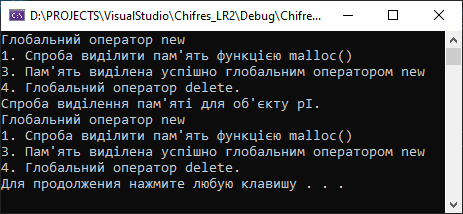 D:\PROJECTS\VisualStudio\Chifres_LR2\Debug\Chifre...
Глобальний оператор new
1. Спроба виділити пам'ять функцією malloc()
3. Пам'ять виділена успішно глобальним оператором new
4. Глобальний оператор delete.
Спроба виділення пам'яті для об'єкту pI.
Глобальний оператор new
1. Спроба виділити пам'ять функцією malloc()
3. Пам'ять виділена успішно глобальним оператором new
4. Глобальний оператор delete.
Для продолжения нажмите любую клавишу . . .